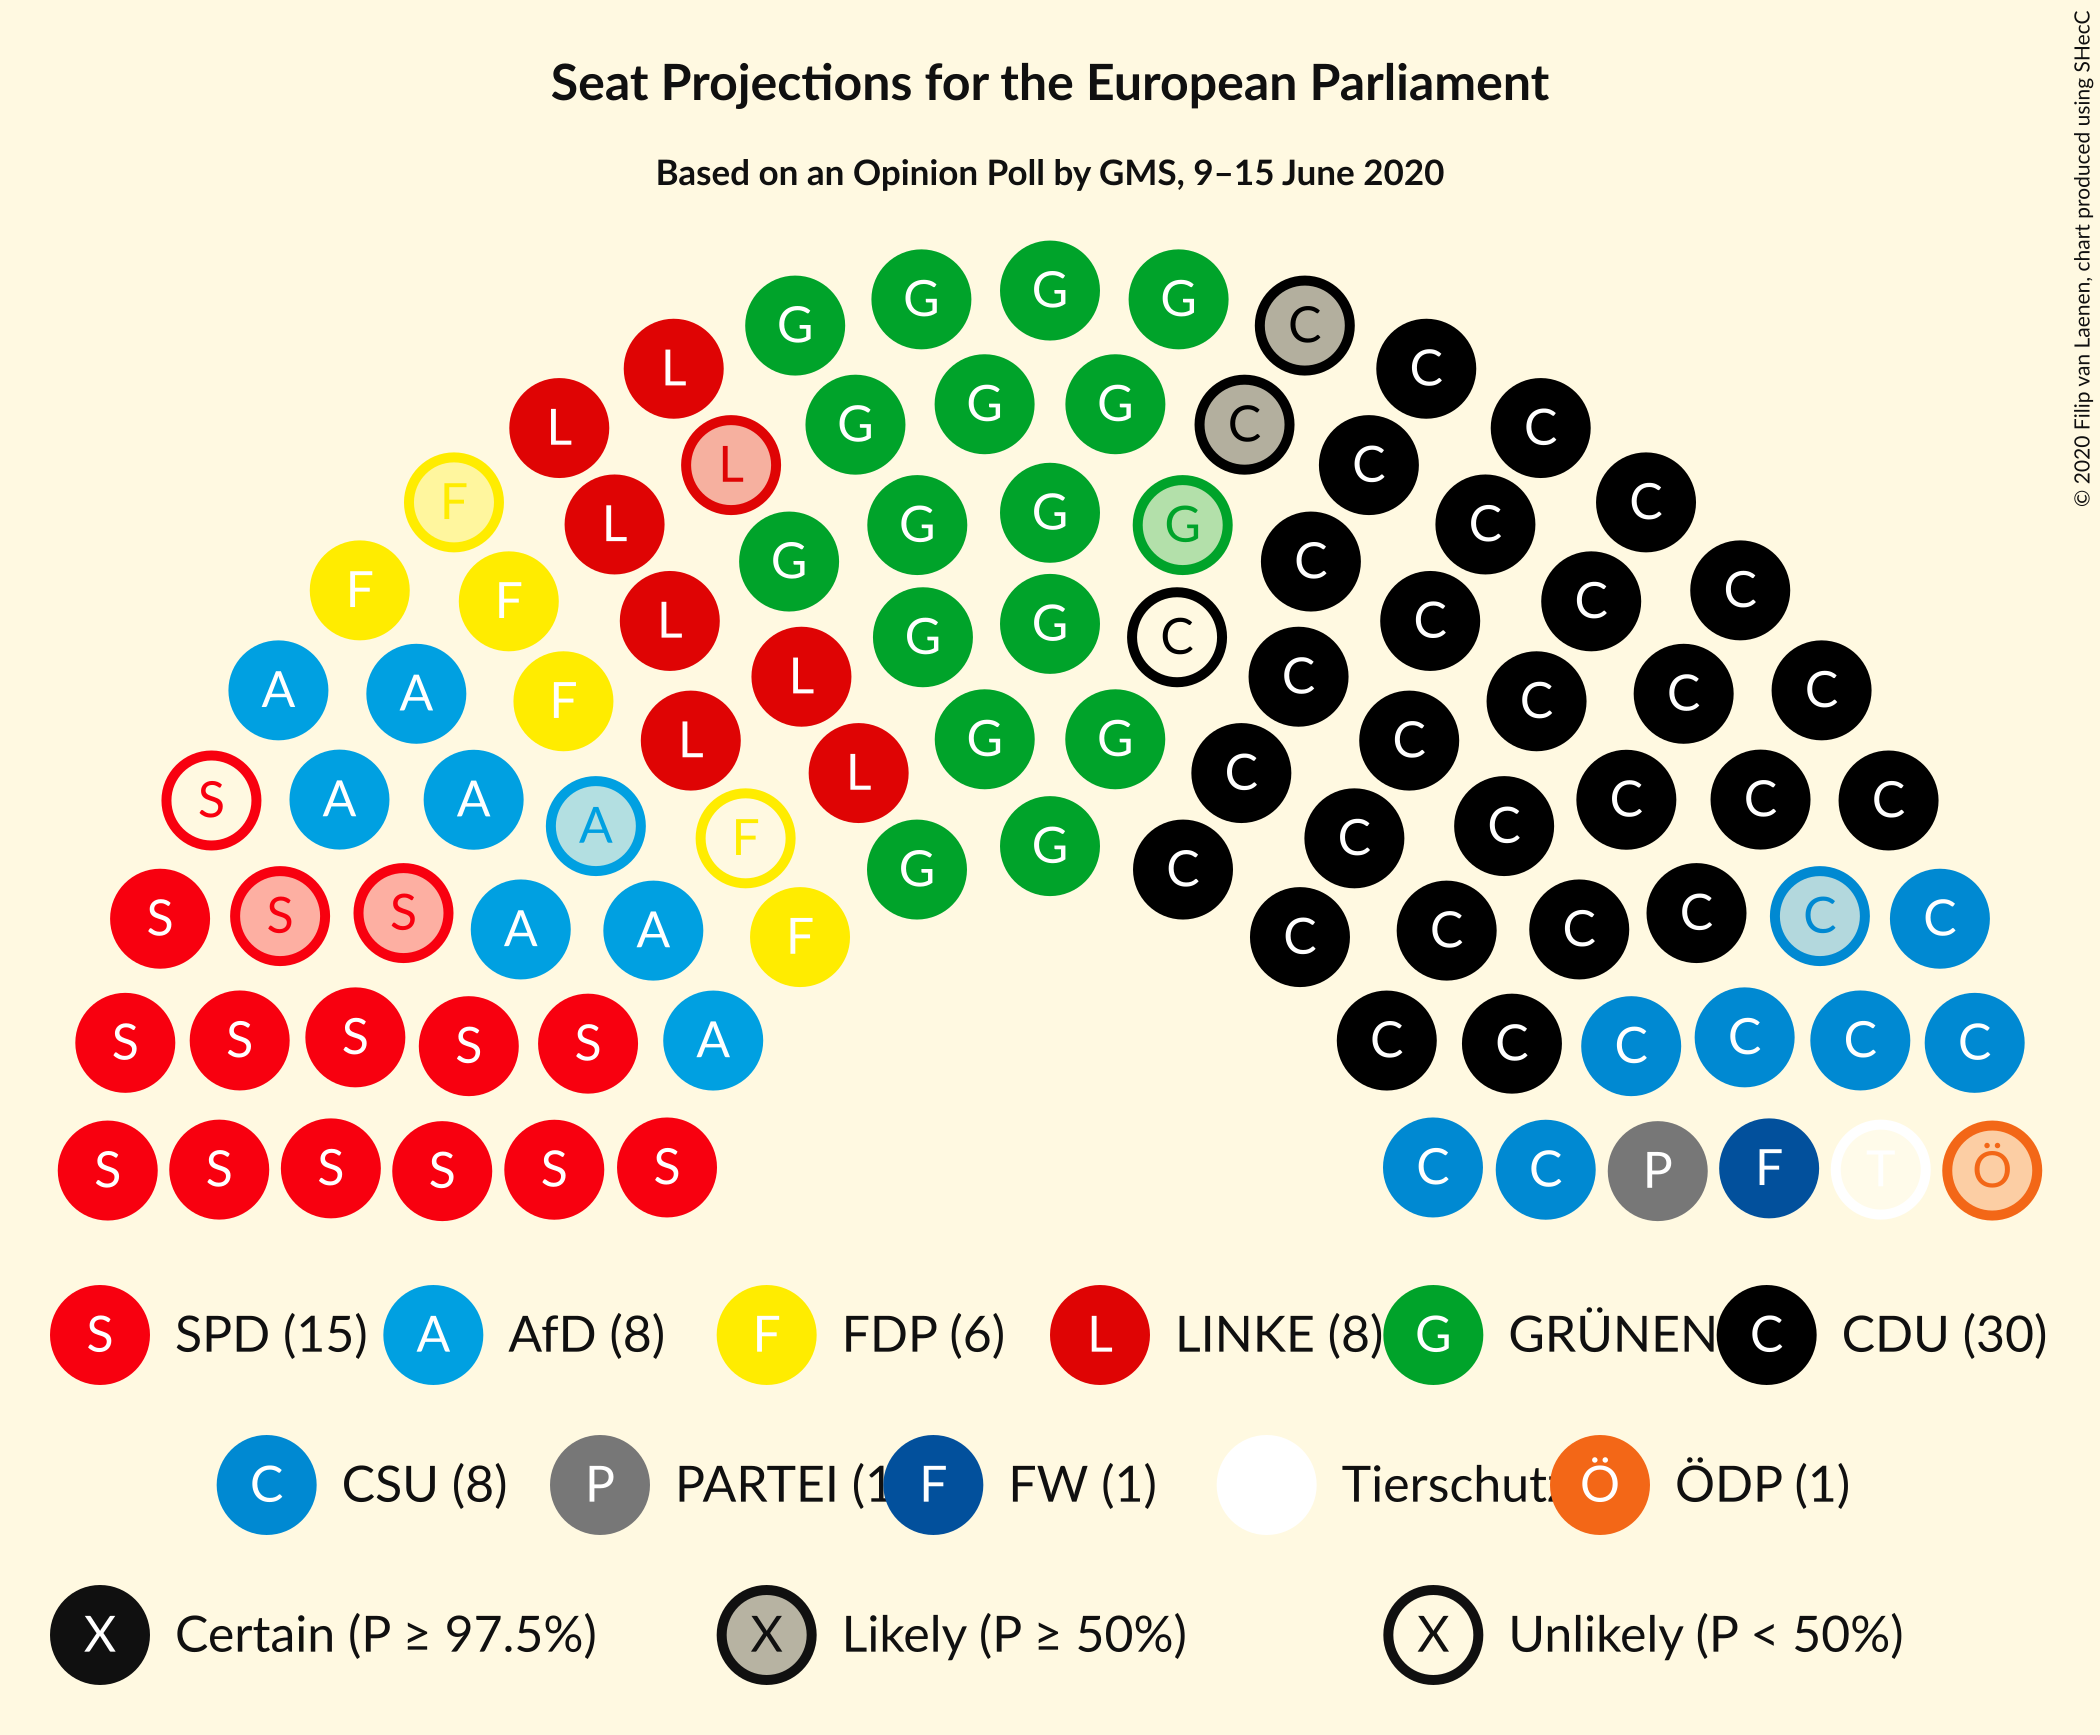 Seat Projections for the European Parliament
Based on an Opinion Poll by GMS, 9–15 June 2020
© 2020 Filip van Laenen, chart produced using SHecC
G G G G C
L G G G C C
L L G G G G C C C
F L G G C C C
F F L L G G C C C C C
A A F L L G G C C C C C
S A A A F F G G C C C C C C
S S S A A C C C C C C
S S S S S A C C C C C C
S S S S S S C C P F T Ö
S SPD (15) A AfD (8) F FDP (6) L LINKE (8) G GRÜNEN C CDU (30)
C CSU (8) P PARTEI (1 F FW (1) Tierschutz Ö ÖDP (1)
X Certain (P ≥ 97.5%) X Likely (P ≥ 50%) X Unlikely (P < 50%)